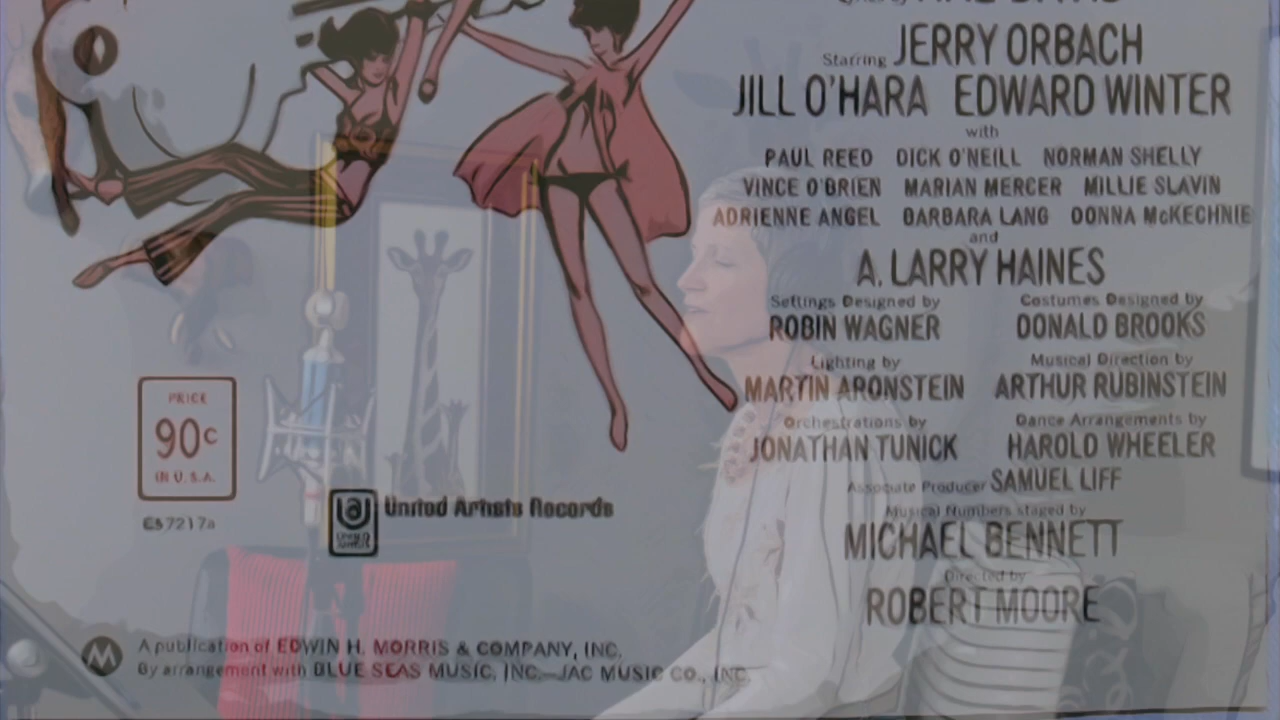 Starring JERRY ORBACH
JILL O'HARA EDWARD WINTER
with
PAUL REED DICK O'NEILL NORMAN SHELLY
VINCE O'BRIEN MARIAN MERCER MILLIE SLAVIN
ADRIENNE ANGEL BARBARA LANG DONNA McKECHNIE
and
A. LARRY HAINES
Settings Designed by
ROBIN WAGNER
Costumes Designed by
DONALD BROOKS
Lighting by
MARTIN ARONSTEIN
Musical Direction by
ARTHUR RUBINSTEIN
Orchestrations by
JONATHAN TUNICK
Dance Arrangements by
HAROLD WHEELER
Associate Producer SAMUEL LIFF
Musical Numbers staged by
MICHAEL BENNETT
Directed by
ROBERT MOORE
PRICE
90c
IN U.S.A.
ES7217a
UA United Artists Records
M
A publication of EDWIN H. MORRIS & COMPANY, INC.
By arrangement with BLUE SEAS MUSIC, INC.—JAC MUSIC CO., INC.